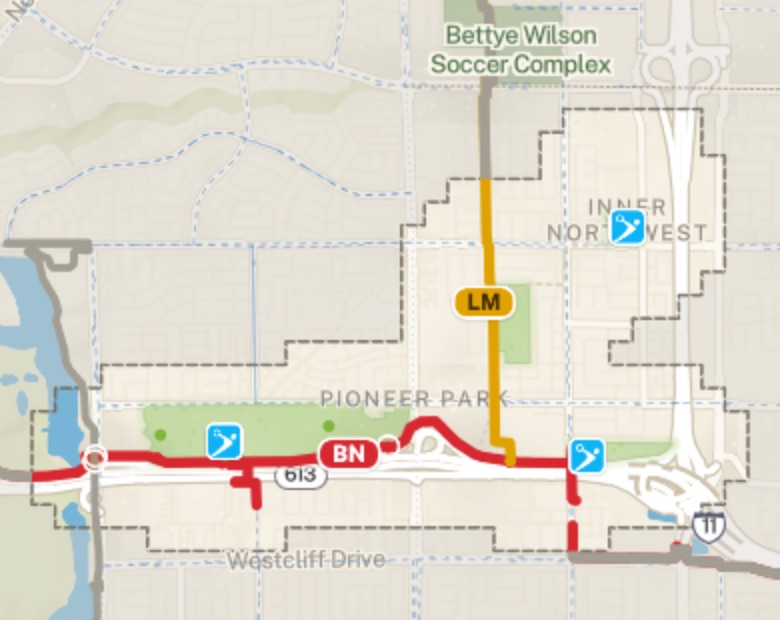 Bettye Wilson
Soccer Complex
INNER
NORTHWEST
LM
PIONEER PARK
BN
613
11
Westcliff Drive